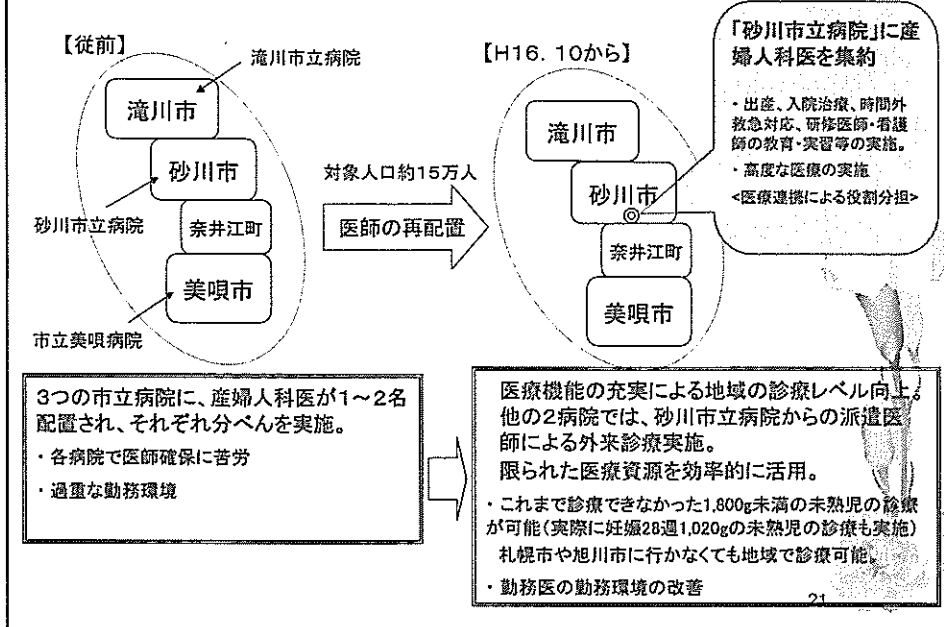 【従前】
滝川市立病院
滝川市
砂川市
砂川市立病院
奈井江町
美唄市
市立美唄病院
対象人口約15万人
医師の再配置
【H16.10から】
滝川市
砂川市
奈井江町
美唄市
「砂川市立病院」に産
婦人科医を集約
・出産、入院治療、時間外
救急対応、研修医師・看護
師の教育・実習等の実施。
・高度な医療の実施
<医療連携による役割分担>
3つの市立病院に、産婦人科医が1~2名
配置され、それぞれ分べんを実施。
・各病院で医師確保に苦労
・過重な勤務環境
医療機能の充実による地域の診療レベル向上。
他の2病院では、砂川市立病院からの派遣医
師による外来診療実施。
限られた医療資源を効率的に活用。
・これまで診療できなかった1,800g未満の未熟児の診療
が可能(実際に妊娠28週1,020gの未熟児の診療も実施)
札幌市や旭川市に行かなくても地域で診療可能。
・勤務医の勤務環境の改善
21